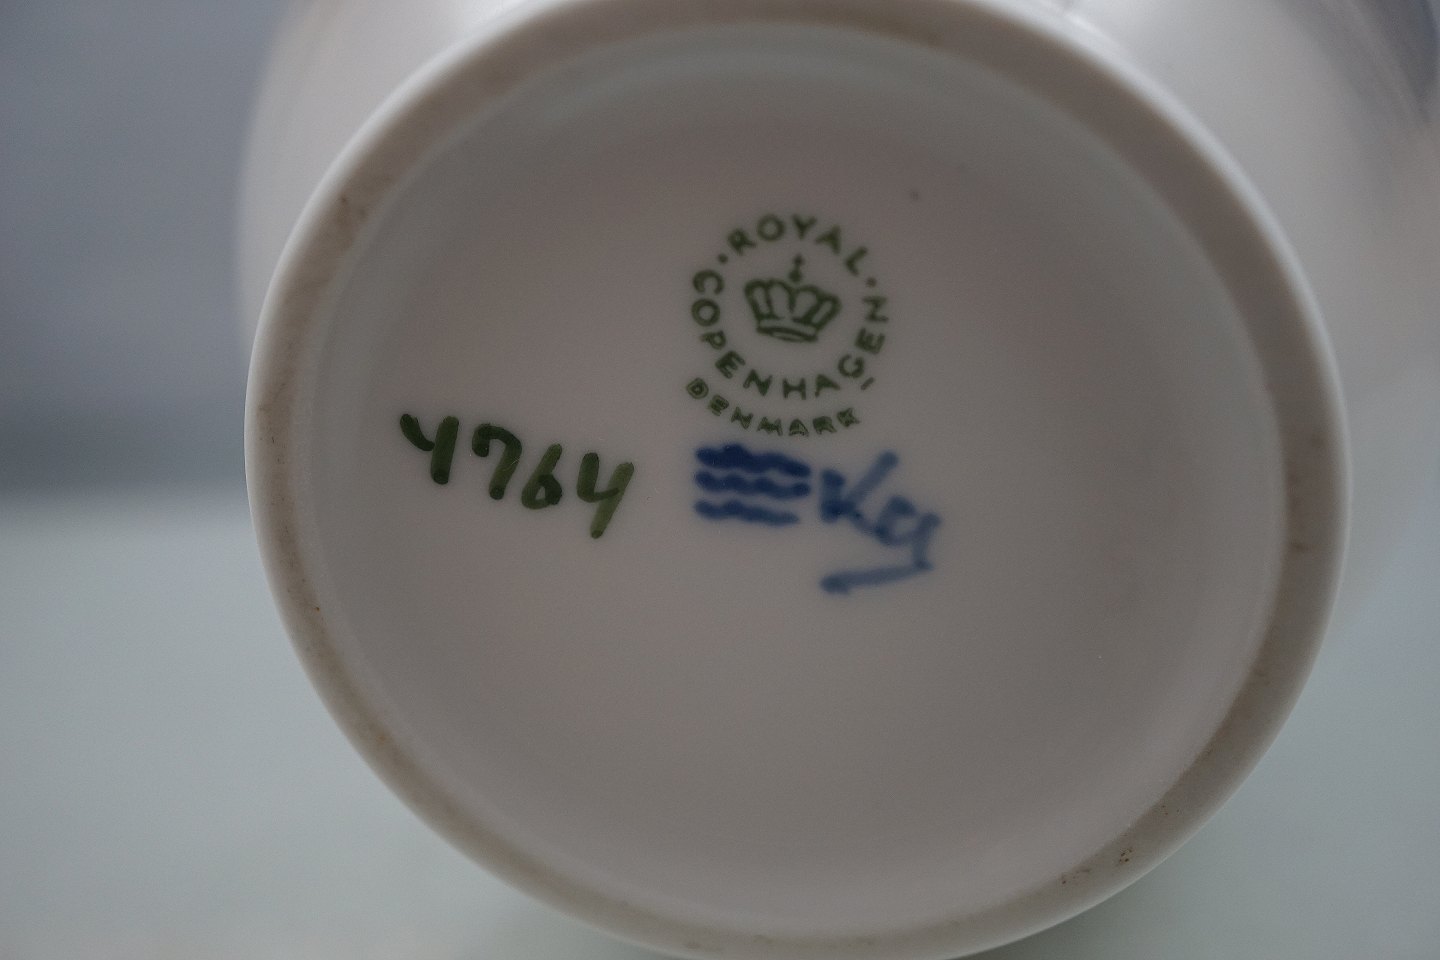 ROYAL
COPENHAGEN
DENMARK
4764